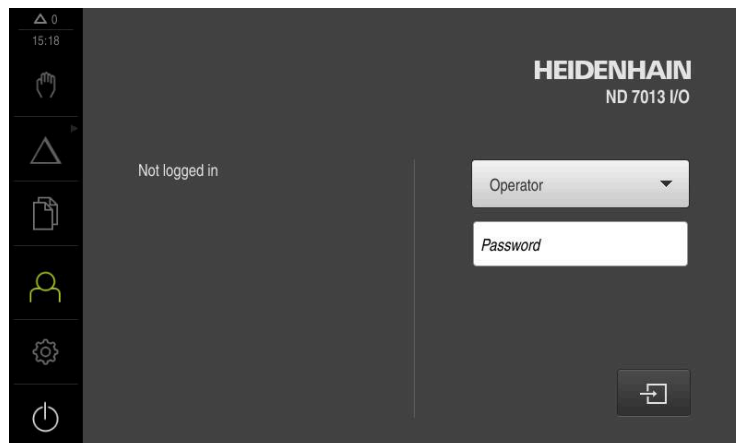 0
15:18
HEIDENHAIN
ND 7013 I/O
Not logged in
Operator
Password